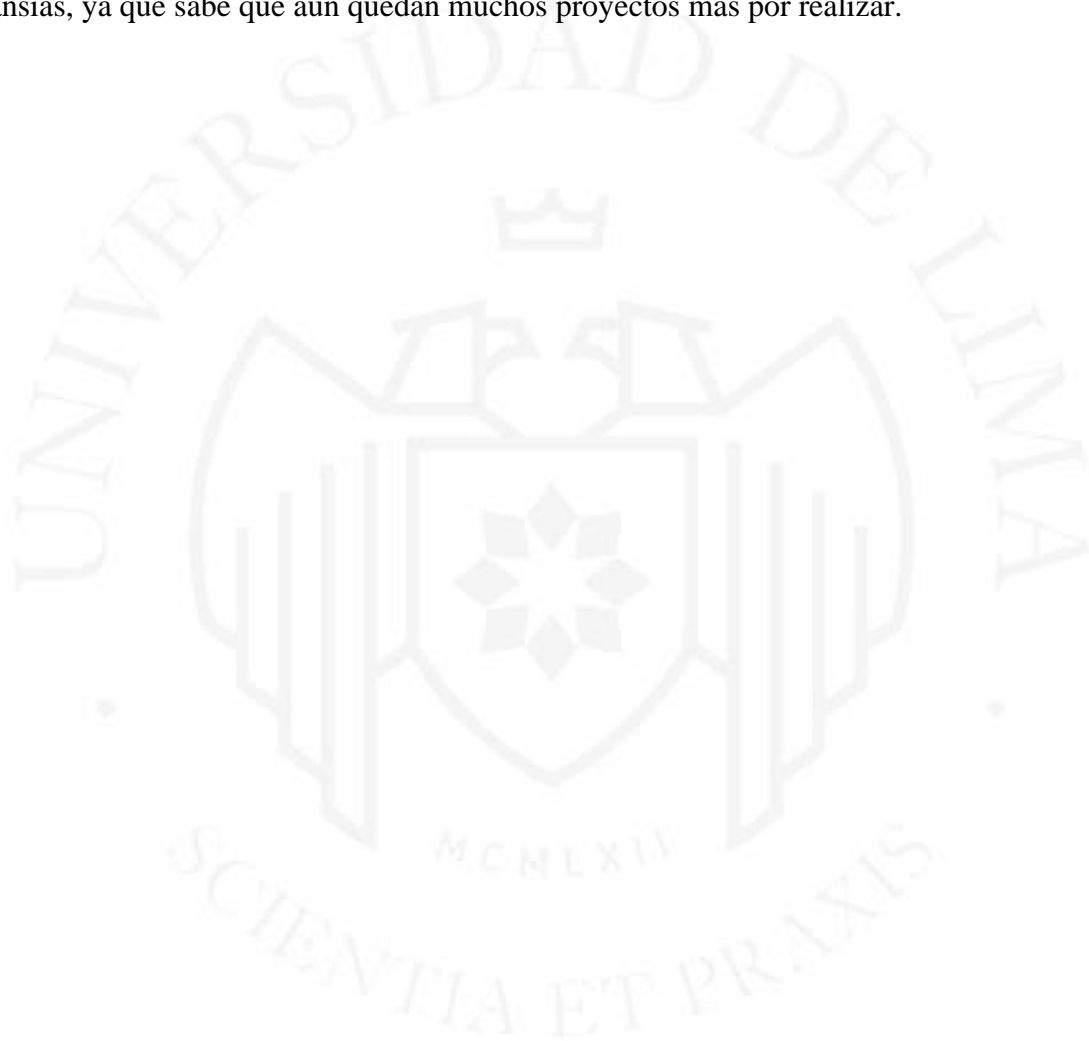 ansias, ya que sabe que aún quedan muchos proyectos más por realizar.
UNIVERSIDAD DE LIMA
MCMLXII
SCIENTIA ET PRAXIS